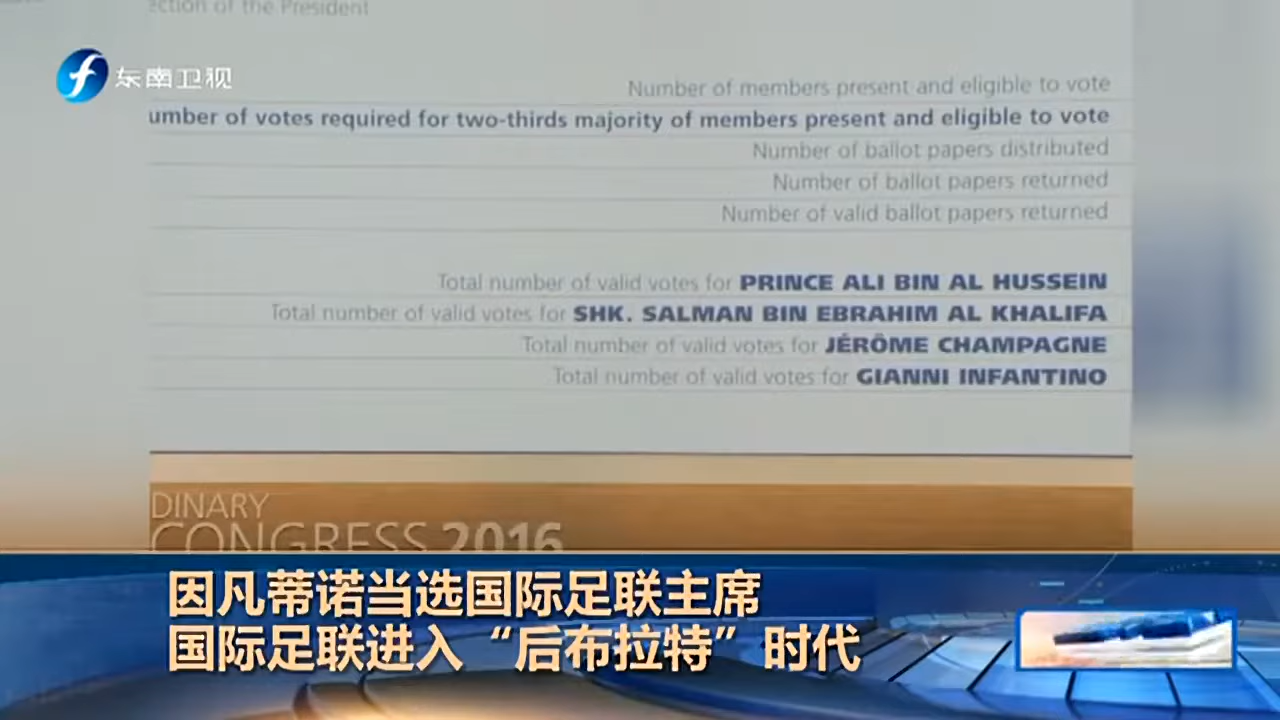 ection of the President
东南卫视
Number of members present and eligible to vote
umber of votes required for two-thirds majority of members present and eligible to vote
Number of ballot papers distributed
Number of ballot papers returned
Number of valid ballot papers returned
Total number of valid votes for PRINCE ALI BIN AL HUSSEIN
Total number of valid votes for SHK. SALMAN BIN EBRAHIM AL KHALIFA
Total number of valid votes for JÉRÔME CHAMPAGNE
Total number of valid votes for GIANNI INFANTINO
DINARY
CONGRESS 2016
因凡蒂诺当选国际足联主席
国际足联进入“后布拉特”时代